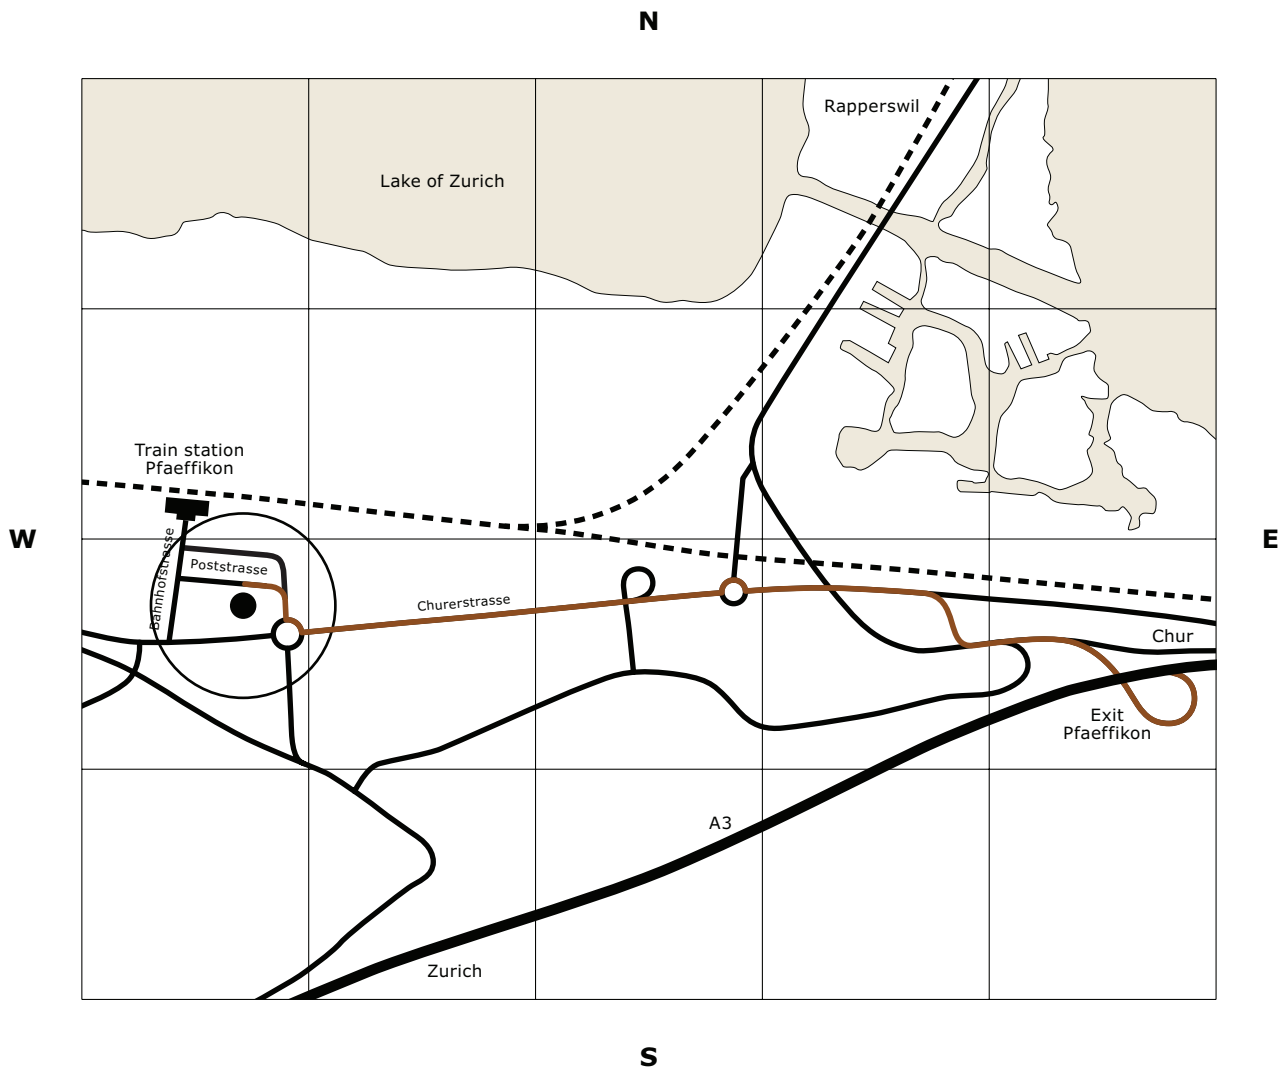 N
Rapperswil
Lake of Zurich
Train station
Pfaeffikon
W
E
Bahnhofstrasse
Poststrasse
Churerstrasse
Chur
Exit
Pfaeffikon
A3
Zurich
S